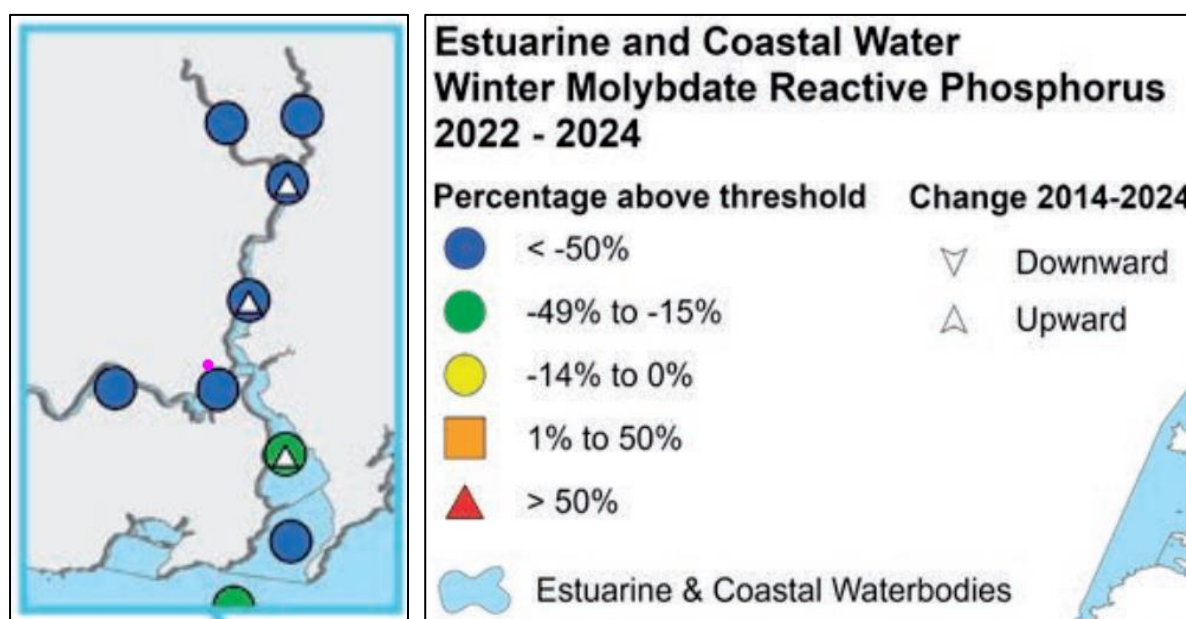 Estuarine and Coastal Water
Winter Molybdate Reactive Phosphorus
2022 - 2024
Percentage above threshold
Change 2014-2024
< -50%
Downward
-49% to -15%
Upward
-14% to 0%
1% to 50%
> 50%
Estuarine & Coastal Waterbodies